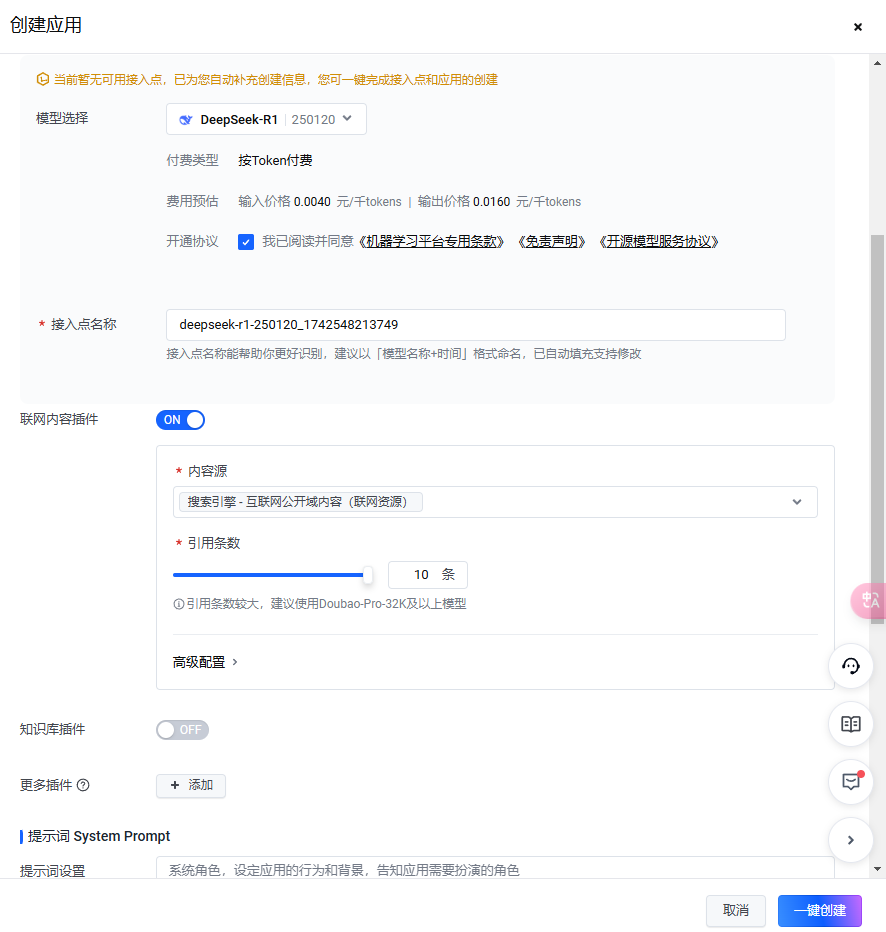 创建应用
当前暂无可用接入点，已为您自动补充创建信息，您可一键完成接入点和应用的创建
模型选择 DeepSeek-R1 250120
付费类型 按Token付费
费用预估 输入价格 0.0040 元/千tokens | 输出价格 0.0160 元/千tokens
开通协议 我已阅读并同意《机器学习平台专用条款》 《免责声明》 《开源模型服务协议》
* 接入点名称 deepseek-r1-250120_1742548213749
接入点名称能帮助你更好识别，建议以「模型名称+时间」格式命名，已自动填充支持修改
联网内容插件 ON
* 内容源
搜索引擎 - 互联网公开域内容（联网资源）
* 引用条数
10 条
引用条数较大，建议使用Doubao-Pro-32K及以上模型
高级配置
知识库插件 OFF
更多插件 + 添加
提示词 System Prompt
提示词设置 系统角色，设定应用的行为和背景，告知应用需要扮演的角色
取消 一键创建